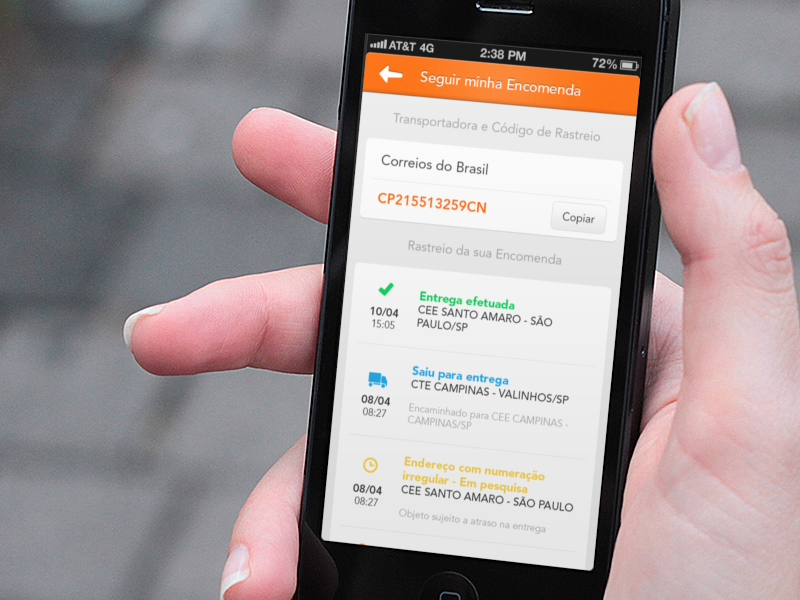 AT&T 4G 2:38 PM 72%
Seguir minha Encomenda
Transportadora e Código de Rastreio
Correios do Brasil
CP215513259CN Copiar
Rastreio da sua Encomenda
10/04
15:05
Entrega efetuada
CEE SANTO AMARO - SÃO
PAULO/SP
08/04
08:27
Saiu para entrega
CTE CAMPINAS - VALINHOS/SP
Encaminhado para CEE CAMPINAS -
CAMPINAS/SP
08/04
08:27
Endereço com numeração
irregular - Em pesquisa
CEE SANTO AMARO - SÃO PAULO
Objeto sujeito a atraso na entrega